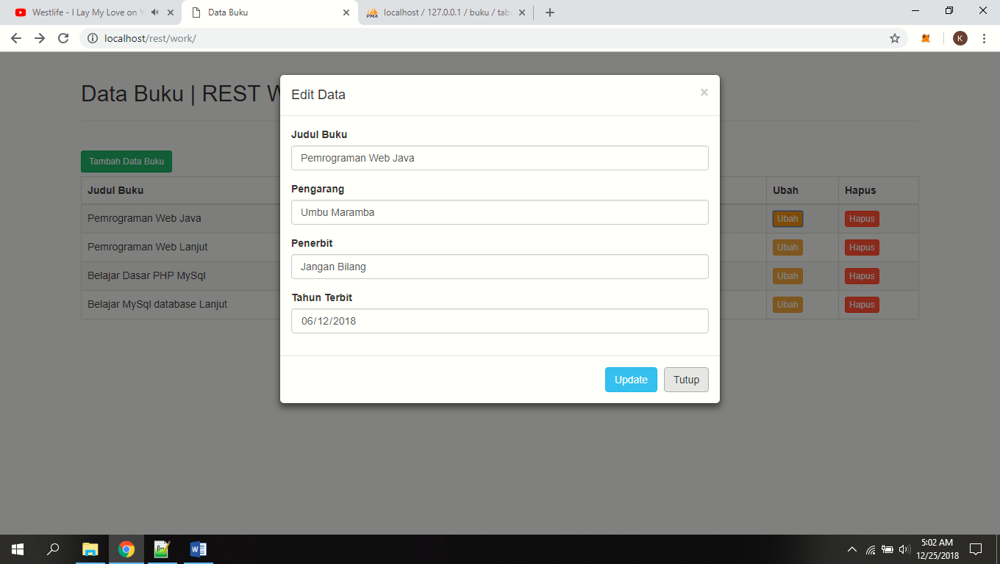 Westlife - I Lay My Love on Y
Data Buku
localhost / 127.0.0.1 / buku / tab
localhost/rest/work/
K
Data Buku | REST W
Edit Data
×
Judul Buku
Pemrograman Web Java
Pengarang
Umbu Maramba
Penerbit
Jangan Bilang
Tahun Terbit
06/12/2018
Update Tutup
Tambah Data Buku
Judul Buku Ubah Hapus
Pemrograman Web Java Ubah Hapus
Pemrograman Web Lanjut Ubah Hapus
Belajar Dasar PHP MySql Ubah Hapus
Belajar MySql database Lanjut Ubah Hapus
5:02 AM
12/25/2018